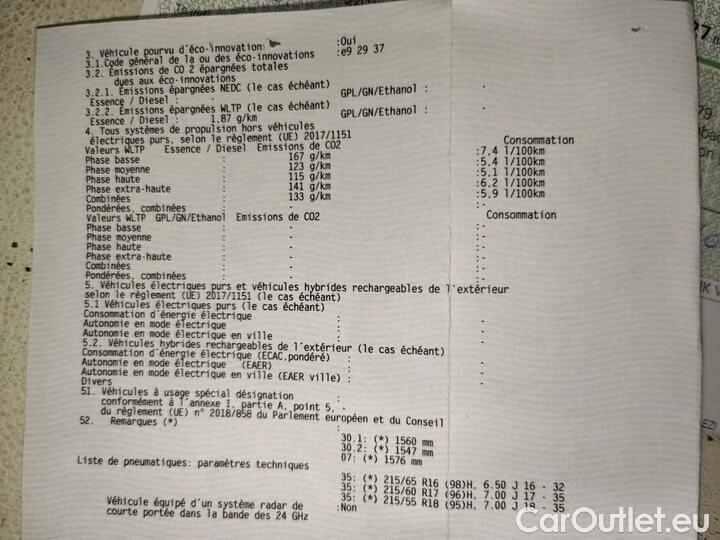 3. Véhicule pourvu d'éco-innovation :Oui
3.1.Code général de la ou des éco-innovations :e9 29 37
3.2. Émissions de CO 2 épargnées totales
dues aux éco-innovations
3.2.1. Émissions épargnées NEDC (le cas échéant)
Essence / Diesel : - GPL/GN/Ethanol : -
3.2.2. Émissions épargnées WLTP (le cas échéant)
Essence / Diesel : 1.87 g/km GPL/GN/Ethanol : -
4. Tous systèmes de propulsion hors véhicules
électriques purs, selon le règlement (UE) 2017/1151
Valeurs WLTP Essence / Diesel Emissions de CO2 Consommation
Phase basse : 167 g/km :7.4 l/100km
Phase moyenne : 123 g/km :5.4 l/100km
Phase haute : 115 g/km :5.1 l/100km
Phase extra-haute : 141 g/km :6.2 l/100km
Combinées : 133 g/km :5.9 l/100km
Pondérées, combinées : - :-
Valeurs WLTP GPL/GN/Ethanol Emissions de CO2 Consommation
Phase basse : - :-
Phase moyenne : - :-
Phase haute : - :-
Phase extra-haute : - :-
Combinées : - :-
Pondérées, combinées : - :-
5. Véhicules électriques purs et véhicules hybrides rechargeables de l'extérieur
selon le règlement (UE) 2017/1151 (le cas échéant)
5.1 Véhicules électriques purs (le cas échéant)
Consommation d'énergie électrique : -
Autonomie en mode électrique : -
Autonomie en mode électrique en ville : -
5.2. Véhicules hybrides rechargeables de l'extérieur (le cas échéant)
Consommation d'énergie électrique (ECAC,pondéré) : -
Autonomie en mode électrique (EAER) : -
Autonomie en mode électrique en ville (EAER ville) : -
Divers
51. Véhicules à usage spécial désignation :
conformément à l'annexe I, partie A, point 5, -
du règlement (UE) n° 2018/858 du Parlement européen et du Conseil
52. Remarques (*) :
30.1: (*) 1560 mm
30.2: (*) 1547 mm
07: (*) 1576 mm
Liste de pneumatiques: paramètres techniques
35: (*) 215/65 R16 (98)H, 6.50 J 16 - 32
35: (*) 215/60 R17 (96)H, 7.00 J 17 - 35
35: (*) 215/55 R18 (95)H, 7.00 J 18 - 35
Véhicule équipé d'un système radar de :Non
courte portée dans la bande des 24 GHz
CarOutlet.eu